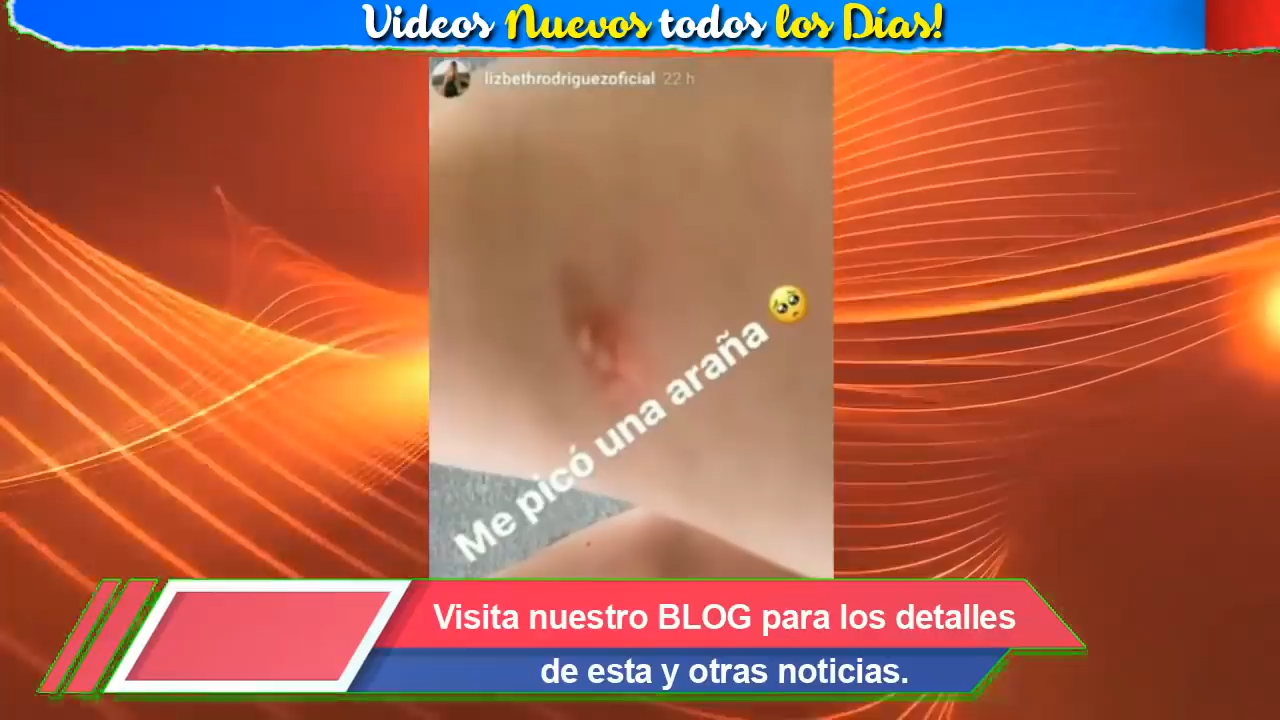 Videos Nuevos todos los Días!
lizbethrodriguezoficial 22 h
Me picó una araña
Visita nuestro BLOG para los detalles
de esta y otras noticias.